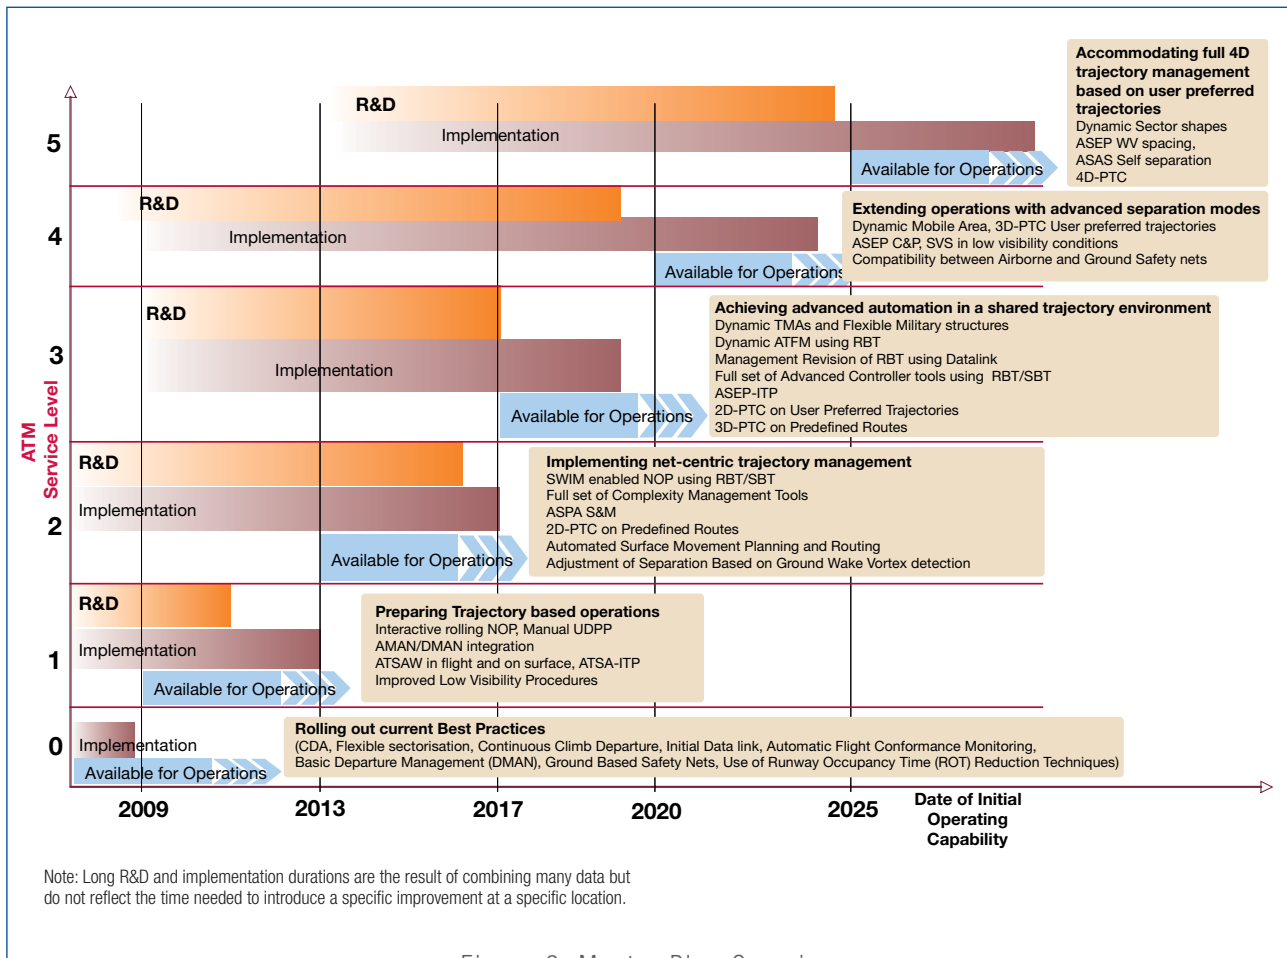 Accommodating full 4D
trajectory management
based on user preferred
trajectories
Dynamic Sector shapes
ASEP WV spacing,
ASAS Self separation
4D-PTC
5
R&D
Implementation
Available for Operations
4
R&D
Implementation
Available for Operations
Extending operations with advanced separation modes
Dynamic Mobile Area, 3D-PTC User preferred trajectories
ASEP C&P, SVS in low visibility conditions
Compatibility between Airborne and Ground Safety nets
3
R&D
Implementation
Available for Operations
Achieving advanced automation in a shared trajectory environment
Dynamic TMAs and Flexible Military structures
Dynamic ATFM using RBT
Management Revision of RBT using Datalink
Full set of Advanced Controller tools using RBT/SBT
ASEP-ITP
2D-PTC on User Preferred Trajectories
3D-PTC on Predefined Routes
ATM
Service Level
2
R&D
Implementation
Available for Operations
Implementing net-centric trajectory management
SWIM enabled NOP using RBT/SBT
Full set of Complexity Management Tools
ASPA S&M
2D-PTC on Predefined Routes
Automated Surface Movement Planning and Routing
Adjustment of Separation Based on Ground Wake Vortex detection
1
R&D
Implementation
Available for Operations
Preparing Trajectory based operations
Interactive rolling NOP, Manual UDPP
AMAN/DMAN integration
ATSAW in flight and on surface, ATSA-ITP
Improved Low Visibility Procedures
0
Implementation
Available for Operations
Rolling out current Best Practices
(CDA, Flexible sectorisation, Continuous Climb Departure, Initial Data link, Automatic Flight Conformance Monitoring,
Basic Departure Management (DMAN), Ground Based Safety Nets, Use of Runway Occupancy Time (ROT) Reduction Techniques)
2009 2013 2017 2020 2025
Date of Initial
Operating
Capability
Note: Long R&D and implementation durations are the result of combining many data but
do not reflect the time needed to introduce a specific improvement at a specific location.